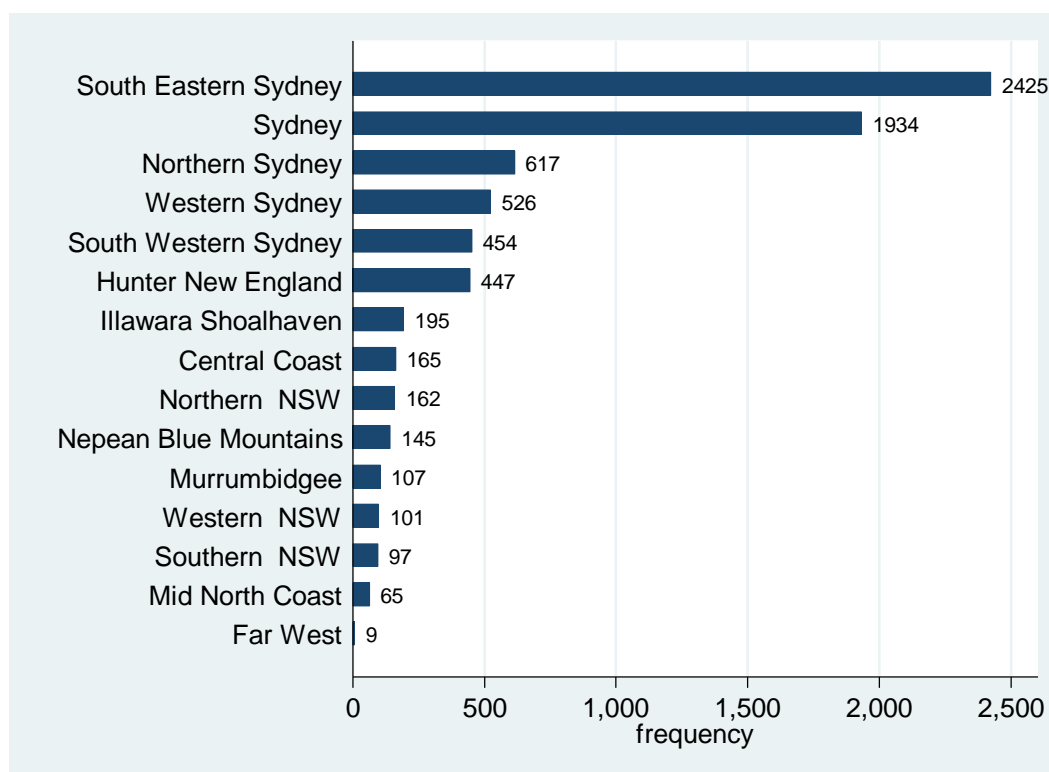 South Eastern Sydney 2425
Sydney 1934
Northern Sydney 617
Western Sydney 526
South Western Sydney 454
Hunter New England 447
Illawara Shoalhaven 195
Central Coast 165
Northern  NSW 162
Nepean Blue Mountains 145
Murrumbidgee 107
Western  NSW 101
Southern  NSW 97
Mid North Coast 65
Far West 9
0 500 1,000 1,500 2,000 2,500
frequency